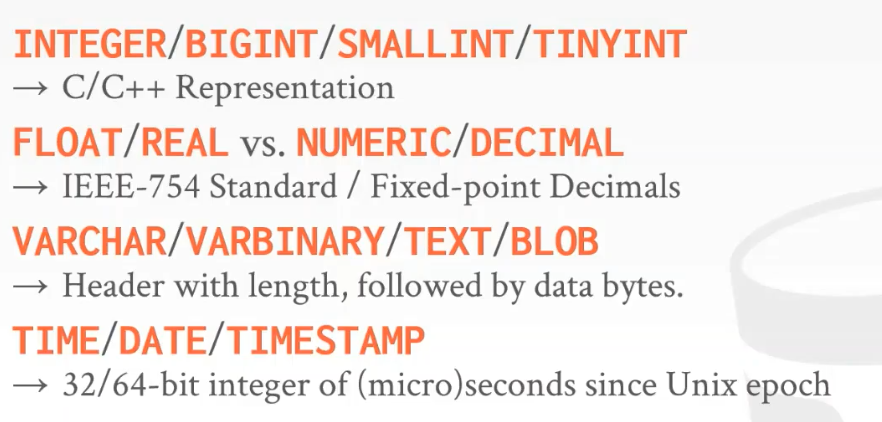 INTEGER/BIGINT/SMALLINT/TINYINT
→ C/C++ Representation
FLOAT/REAL vs. NUMERIC/DECIMAL
→ IEEE-754 Standard / Fixed-point Decimals
VARCHAR/VARBINARY/TEXT/BLOB
→ Header with length, followed by data bytes.
TIME/DATE/TIMESTAMP
→ 32/64-bit integer of (micro)seconds since Unix epoch